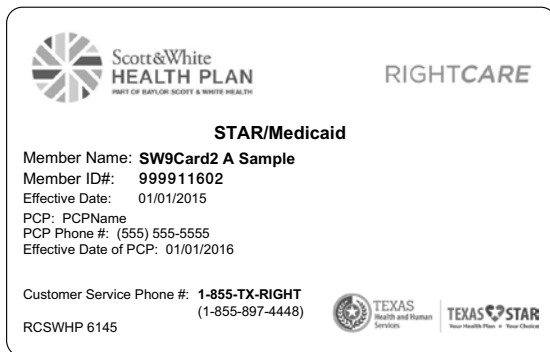 Scott&White
HEALTH PLAN
PART OF BAYLOR SCOTT & WHITE HEALTH
RIGHTCARE
STAR/Medicaid
Member Name: SW9Card2 A Sample
Member ID#: 999911602
Effective Date: 01/01/2015
PCP: PCPName
PCP Phone #: (555) 555-5555
Effective Date of PCP: 01/01/2016
Customer Service Phone #: 1-855-TX-RIGHT
(1-855-897-4448)
RCSWHP 6145
TEXAS
Health and Human
Services
TEXAS STAR
Your Health Plan ★ Your Choice